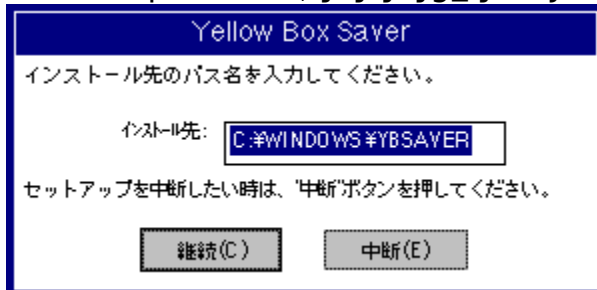 Yellow Box Saver
インストール先のパス名を入力してください。
インストール先: C:¥WINDOWS¥YBSAVER
セットアップを中断したい時は、"中断"ボタンを押してください。
継続(C) 中断(E)